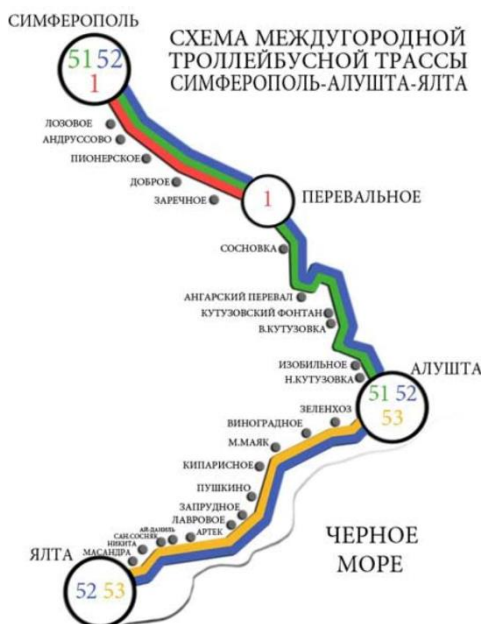 СИМФЕРОПОЛЬ
51 52
1
СХЕМА МЕЖДУГОРОДНОЙ
ТРОЛЛЕЙБУСНОЙ ТРАССЫ
СИМФЕРОПОЛЬ-АЛУШТА-ЯЛТА
ЛОЗОВОЕ
АНДРУССОВО
ПИОНЕРСКОЕ
ДОБРОЕ
ЗАРЕЧНОЕ
1
ПЕРЕВАЛЬНОЕ
СОСНОВКА
АНГАРСКИЙ ПЕРЕВАЛ
КУТУЗОВСКИЙ ФОНТАН
В.КУТУЗОВКА
ИЗОБИЛЬНОЕ
Н.КУТУЗОВКА
АЛУШТА
51 52
53
ЗЕЛЕНХОЗ
ВИНОГРАДНОЕ
М.МАЯК
КИПАРИСНОЕ
ПУШКИНО
ЗАПРУДНОЕ
ЛАВРОВОЕ
АРТЕК
АЙ-ДАНИЛЬ
САН.СОСНЯК
НИКИТА
МАСАНДРА
ЯЛТА
52 53
ЧЕРНОЕ
МОРЕ